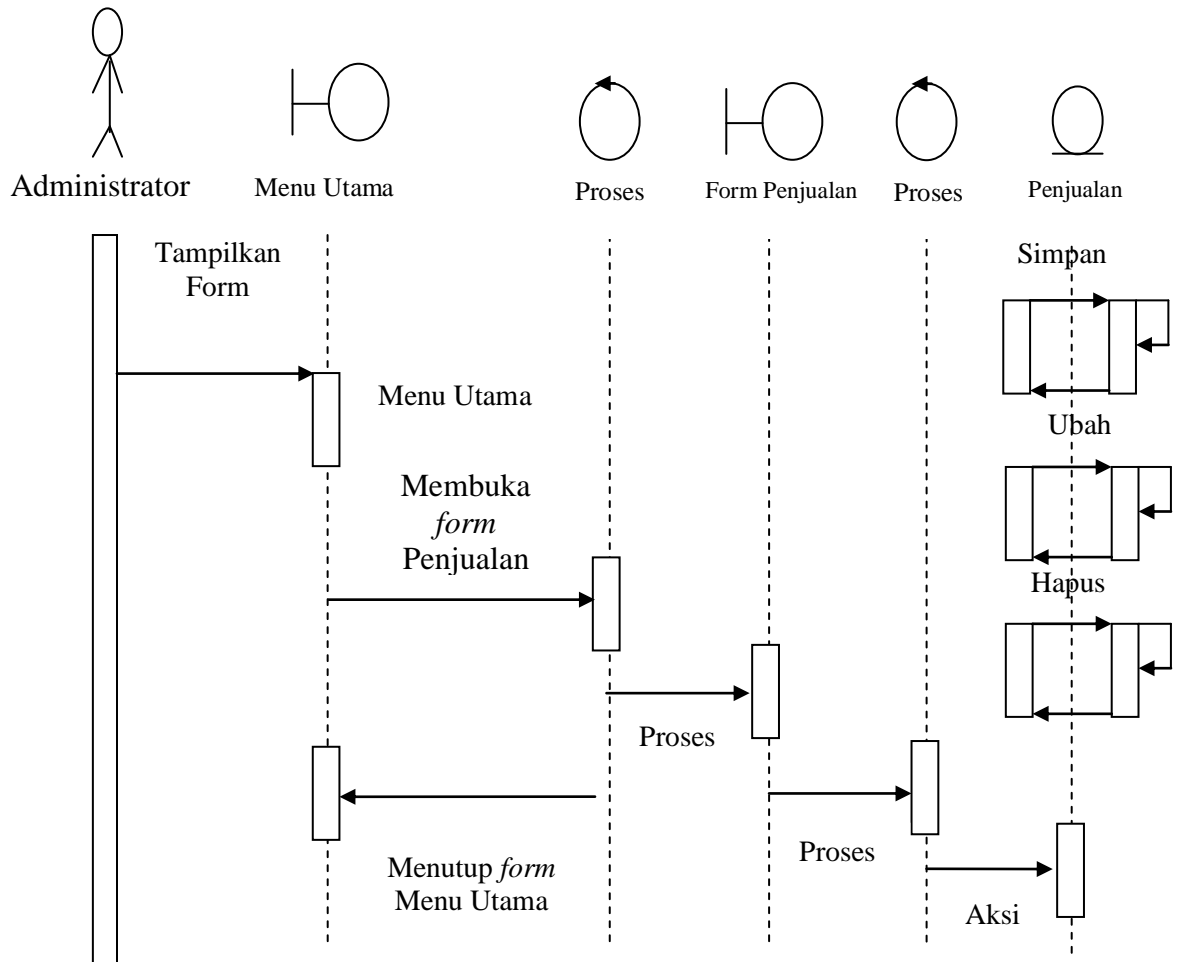 Administrator
Menu Utama
Proses
Form Penjualan
Proses
Penjualan
Tampilkan
Form
Simpan
Menu Utama
Ubah
Membuka
form
Penjualan
Hapus
Proses
Menutup form
Menu Utama
Proses
Aksi